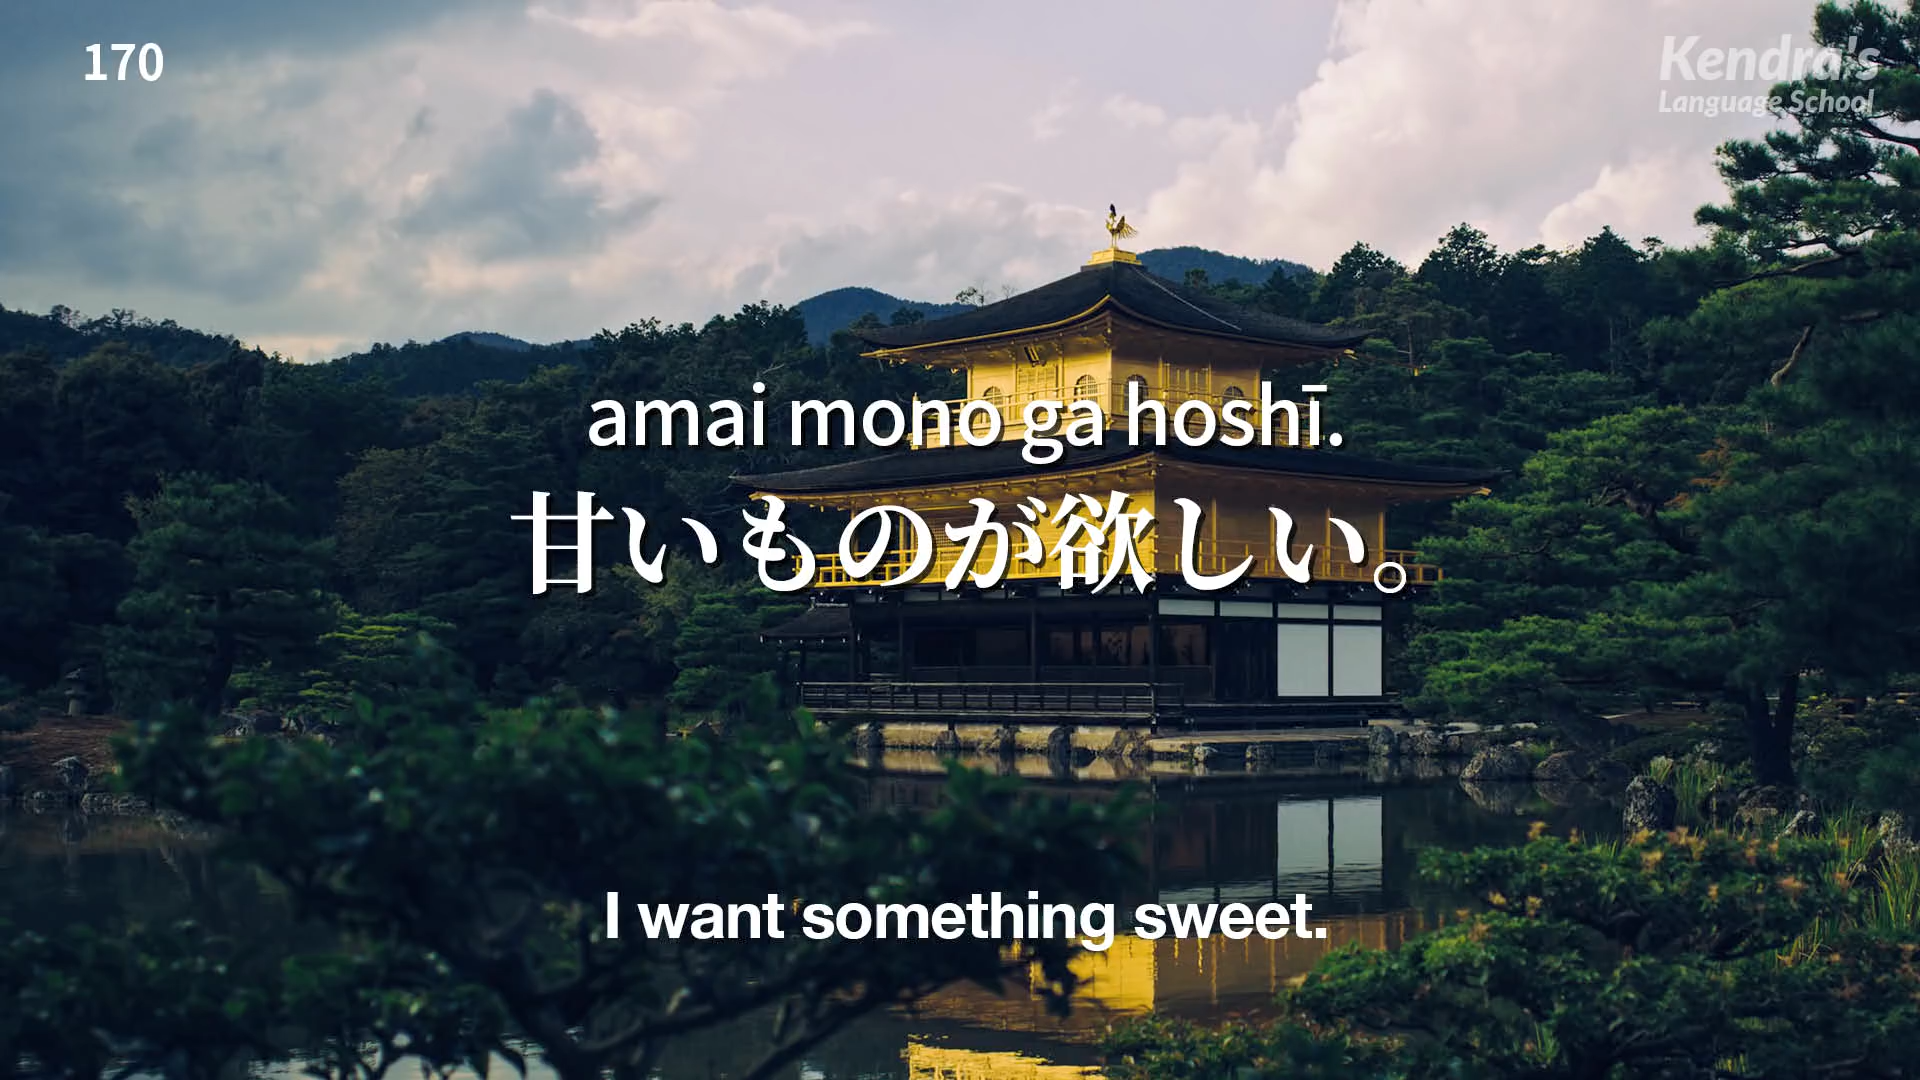 170
Kendra's
Language School
amai mono ga hoshī.
甘いものが欲しい。
I want something sweet.